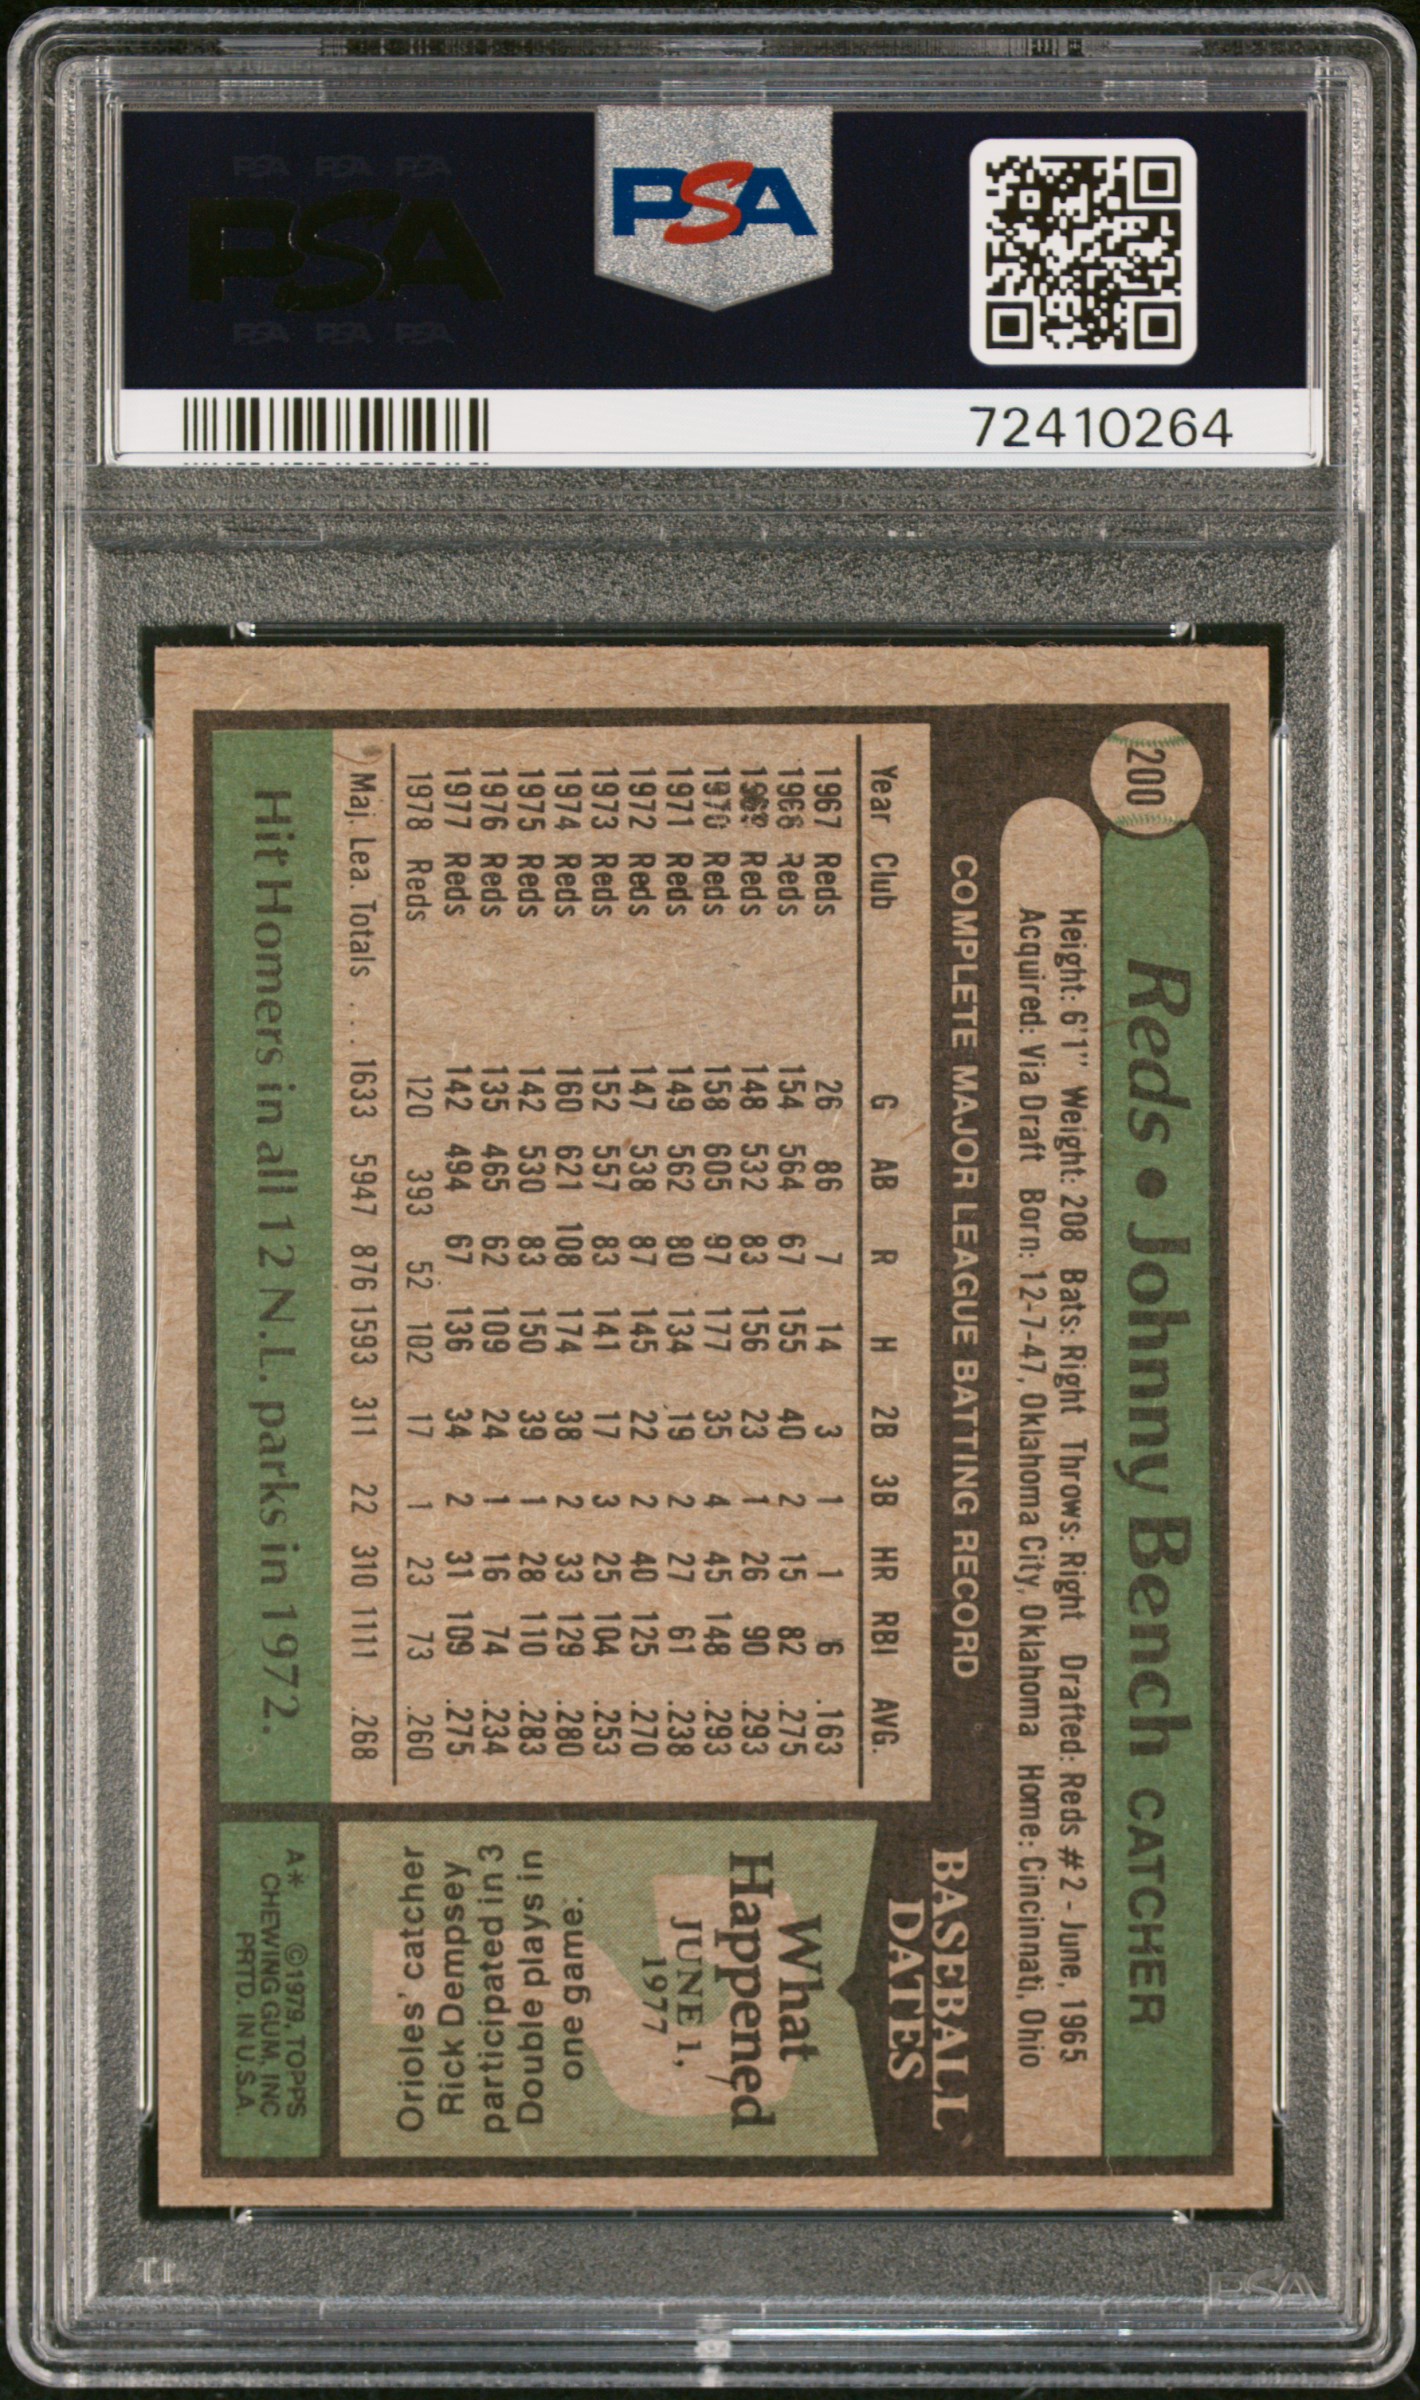 PSA PSA PSA
PSA
PSA PSA PSA
PSA
72410264
200
Reds • Johnny Bench CATCHER
Height: 6'1" Weight: 208 Bats: Right Throws: Right Drafted: Reds #2 - June, 1965
Acquired: Via Draft Born: 12-7-47, Oklahoma City, Oklahoma Home: Cincinnati, Ohio
COMPLETE MAJOR LEAGUE BATTING RECORD
Year Club G AB R H 2B 3B HR RBI AVG.
1967 Reds 26 86 7 14 3 1 1 6 .163
1968 Reds 154 564 67 155 40 2 15 82 .275
1969 Reds 148 532 83 156 23 1 26 90 .293
1970 Reds 158 605 97 177 35 4 45 148 .293
1971 Reds 149 562 80 134 19 2 27 61 .238
1972 Reds 147 538 87 145 22 2 40 125 .270
1973 Reds 152 557 83 141 17 3 25 104 .253
1974 Reds 160 621 108 174 38 2 33 129 .280
1975 Reds 142 530 83 150 39 1 28 110 .283
1976 Reds 135 465 62 109 24 1 16 74 .234
1977 Reds 142 494 67 136 34 2 31 109 .275
1978 Reds 120 393 52 102 17 1 23 73 .260
Maj. Lea. Totals ... 1633 5947 876 1593 311 22 310 1111 .268
Hit Homers in all 12 N.L. parks in 1972.
BASEBALL
DATES
What
Happened
JUNE 1,
1977
Orioles' catcher
Rick Dempsey
participated in 3
Double plays in
one game.
A* ©1979, TOPPS
CHEWING GUM, INC
PRTD. IN U.S.A.
PSA